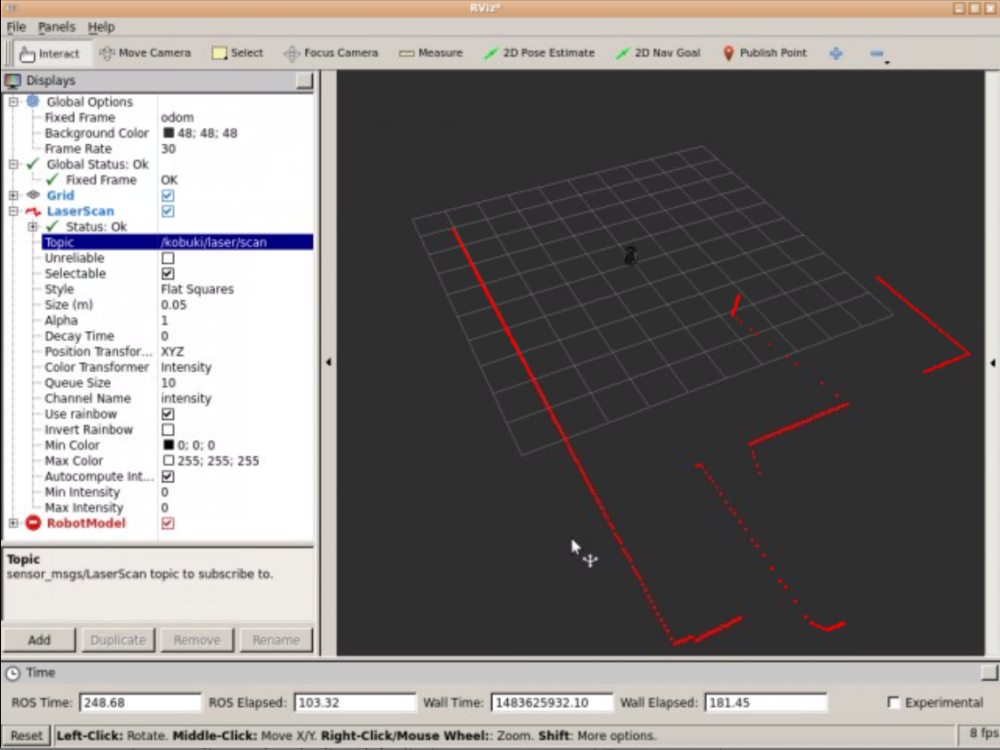 RViz*
File Panels Help
Interact Move Camera Select Focus Camera Measure 2D Pose Estimate 2D Nav Goal Publish Point
Displays
Global Options
Fixed Frame odom
Background Color 48; 48; 48
Frame Rate 30
Global Status: Ok
Fixed Frame OK
Grid
LaserScan
Status: Ok
Topic /kobuki/laser/scan
Unreliable
Selectable
Style Flat Squares
Size (m) 0.05
Alpha 1
Decay Time 0
Position Transfor... XYZ
Color Transformer Intensity
Queue Size 10
Channel Name intensity
Use rainbow
Invert Rainbow
Min Color 0; 0; 0
Max Color 255; 255; 255
Autocompute Int...
Min Intensity 0
Max Intensity 0
RobotModel
Topic
sensor_msgs/LaserScan topic to subscribe to.
Add Duplicate Remove Rename
Time
ROS Time: 248.68 ROS Elapsed: 103.32 Wall Time: 1483625932.10 Wall Elapsed: 181.45 Experimental
Reset Left-Click: Rotate. Middle-Click: Move X/Y. Right-Click/Mouse Wheel:: Zoom. Shift: More options. 8 fps